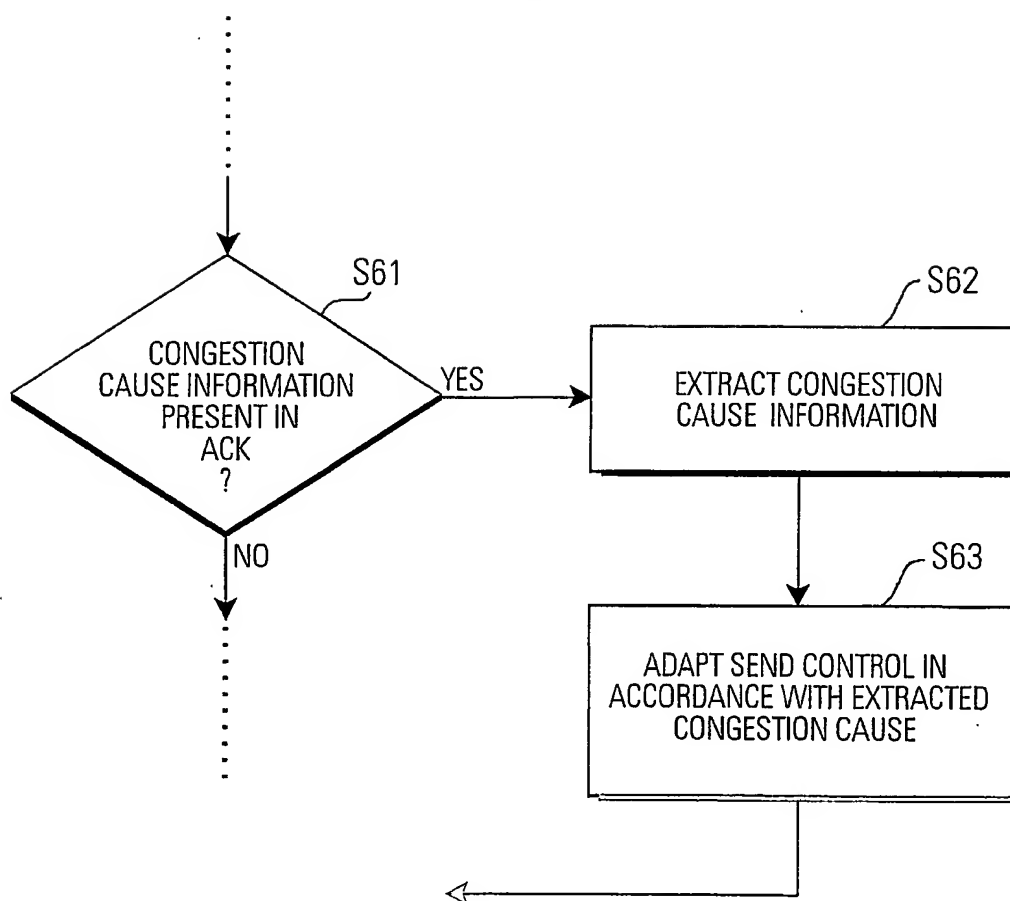 S61
CONGESTION
CAUSE INFORMATION
PRESENT IN
ACK
?
YES
NO
S62
EXTRACT CONGESTION
CAUSE INFORMATION
S63
ADAPT SEND CONTROL IN
ACCORDANCE WITH EXTRACTED
CONGESTION CAUSE